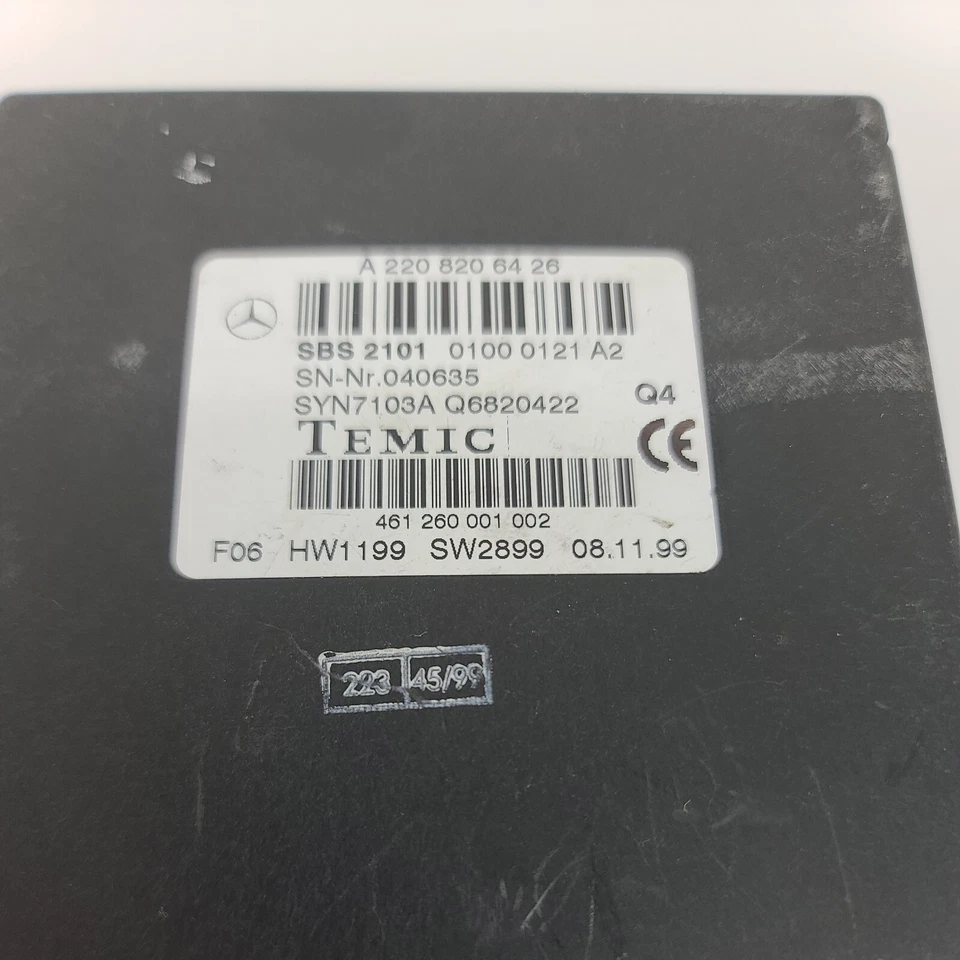 A 220 820 64 26
SBS 2101 0100 0121 A2
SN-Nr.040635
SYN7103A Q6820422
Q4
TEMIC
CE
461 260 001 002
F06 HW1199 SW2899 08.11.99
223 45/99